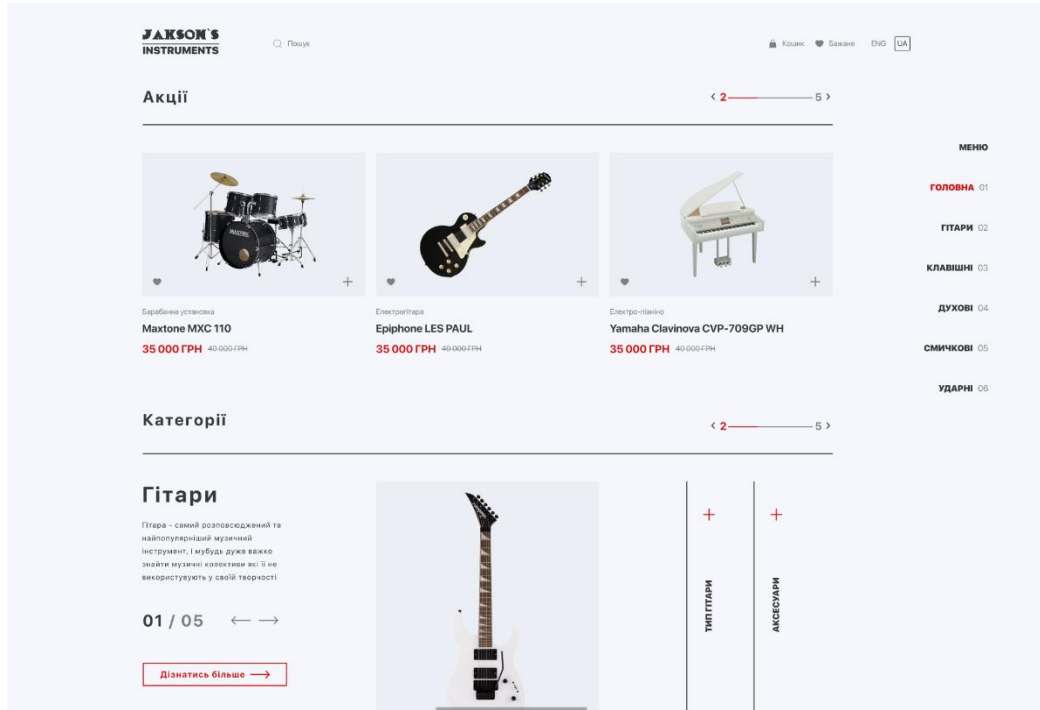 JAKSON`S
INSTRUMENTS
Пошук
Кошик
Бажане
ENG
UA
Акції
2
5
МЕНЮ
ГОЛОВНА 01
ГІТАРИ 02
КЛАВІШНІ 03
ДУХОВІ 04
СМИЧКОВІ 05
УДАРНІ 06
Барабанна установка
Maxtone MXC 110
35 000 ГРН 40 000 ГРН
Електрогітара
Epiphone LES PAUL
35 000 ГРН 40 000 ГРН
Електро-піаніно
Yamaha Clavinova CVP-709GP WH
35 000 ГРН 40 000 ГРН
Категорії
2
5
Гітари
Гітара - самий розповсюджений та
найпопулярніший музичний
інструмент, і мубудь дуже важко
знайти музичні колективи які її не
використувують у своїй творчості
01 / 05
Дізнатись більше
ТИП ГІТАРИ
АКСЕСУАРИ